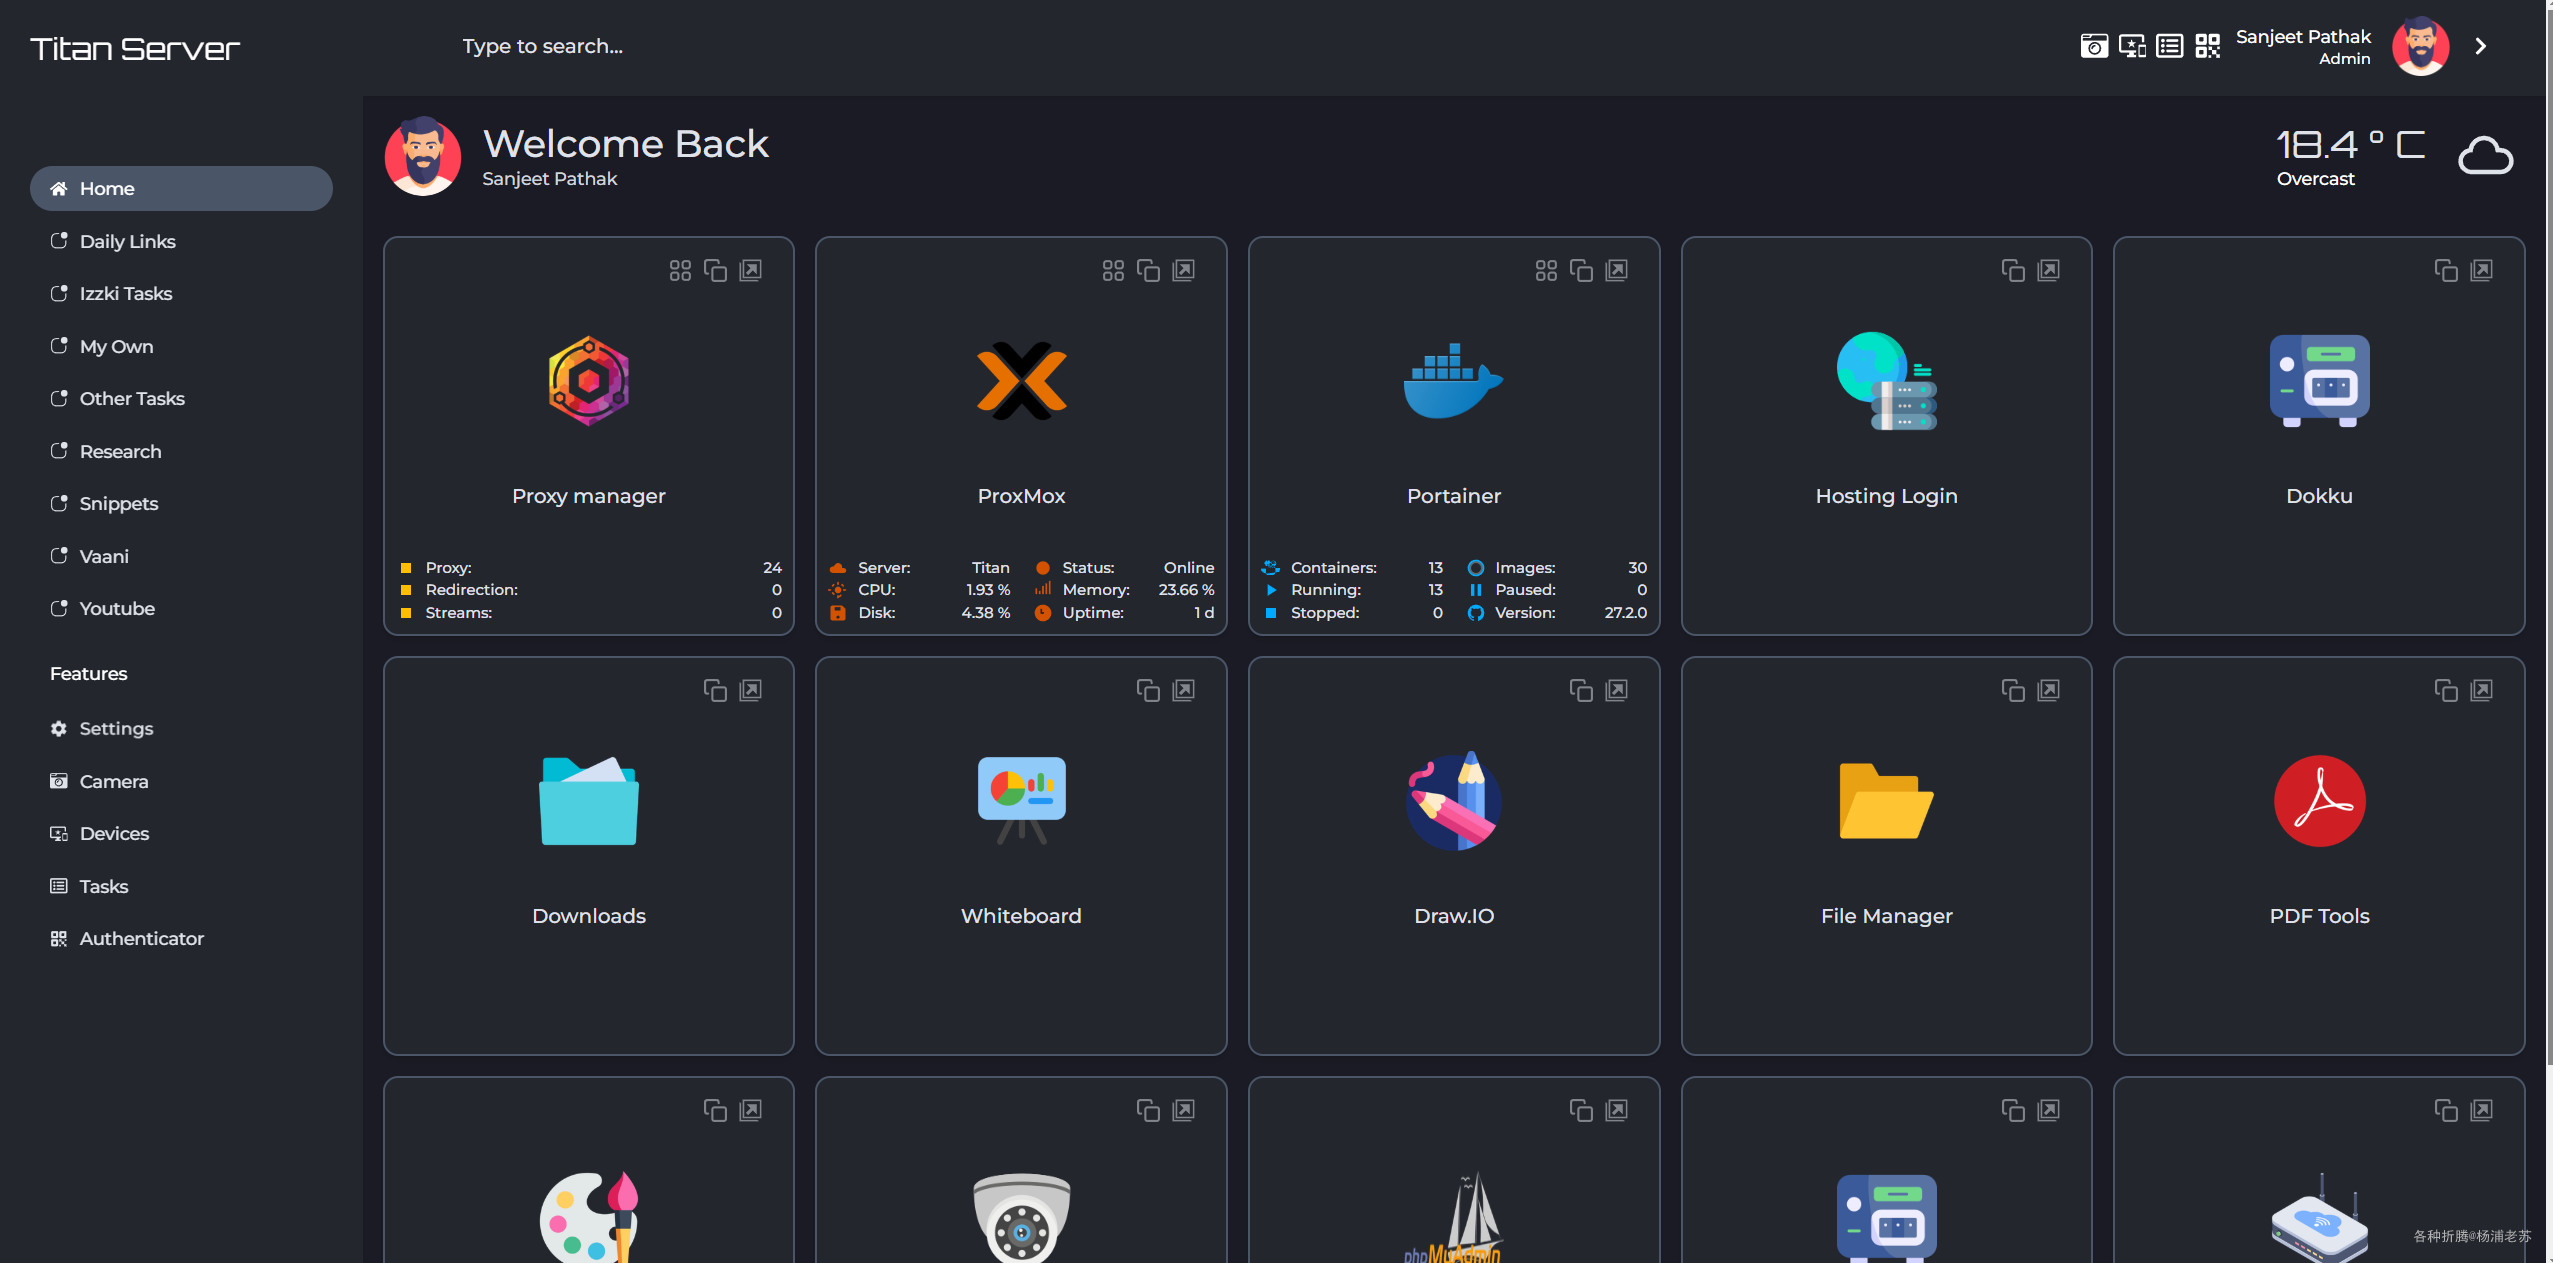 Titan Server
Type to search...
Sanjeet Pathak
Admin
Home
Daily Links
Izzki Tasks
My Own
Other Tasks
Research
Snippets
Vaani
Youtube
Features
Settings
Camera
Devices
Tasks
Authenticator
Welcome Back
Sanjeet Pathak
18.4 ° C
Overcast
Proxy manager
Proxy: 24
Redirection: 0
Streams: 0
ProxMox
Server: Titan Status: Online
CPU: 1.93 % Memory: 23.66 %
Disk: 4.38 % Uptime: 1 d
Portainer
Containers: 13 Images: 30
Running: 13 Paused: 0
Stopped: 0 Version: 27.2.0
Hosting Login
Dokku
Downloads
Whiteboard
Draw.IO
File Manager
PDF Tools
phpMyAdmin
各种折腾@杨浦老苏